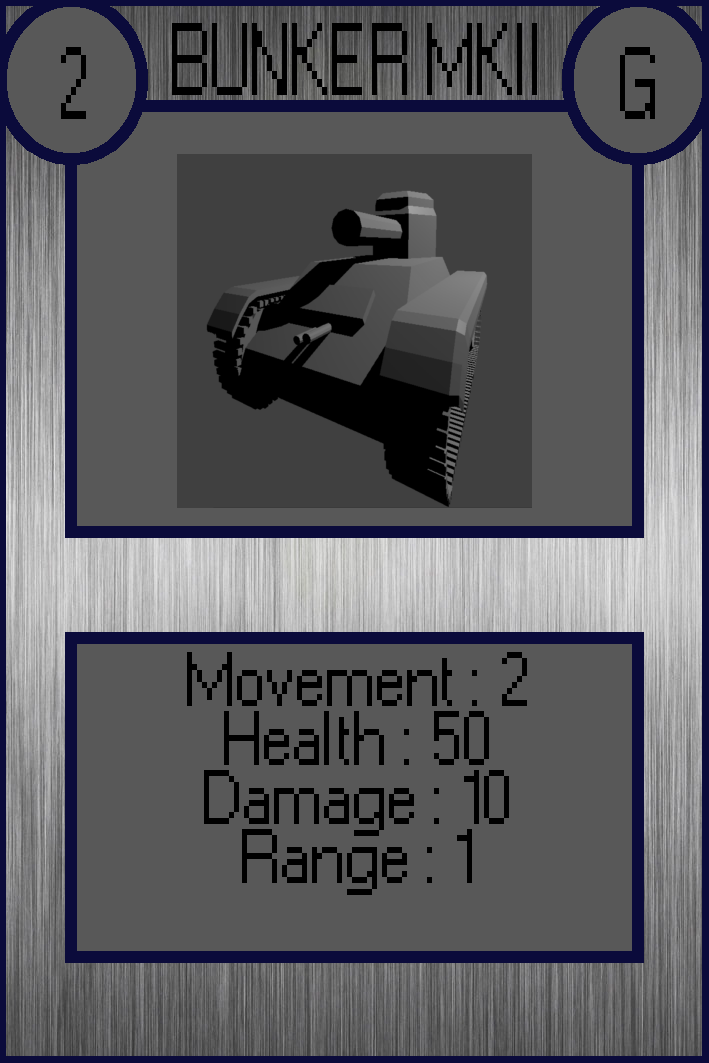 2
BUNKER MKII
G
Movement : 2
Health : 50
Damage : 10
Range : 1